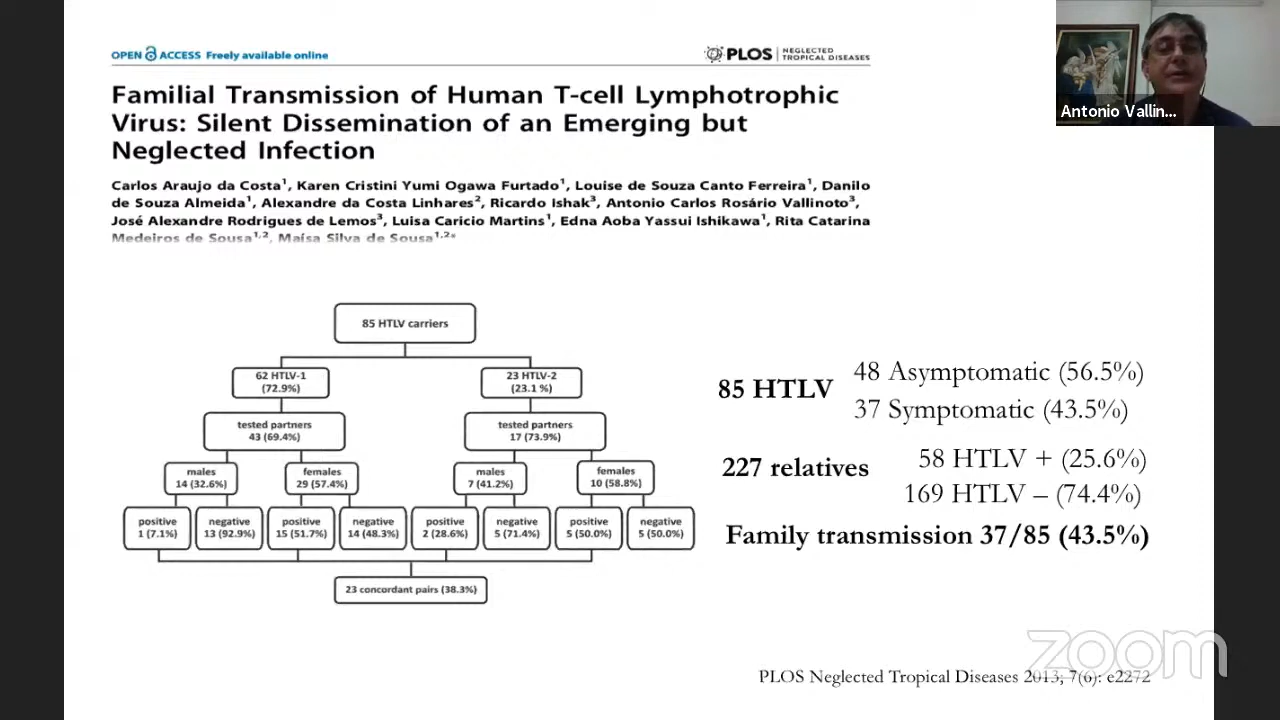 OPEN ACCESS Freely available online
PLOS | NEGLECTED TROPICAL DISEASES
Familial Transmission of Human T-cell Lymphotrophic
Virus: Silent Dissemination of an Emerging but
Neglected Infection
Carlos Araujo da Costa1, Karen Cristini Yumi Ogawa Furtado1, Louise de Souza Canto Ferreira1, Danilo
de Souza Almeida1, Alexandre da Costa Linhares2, Ricardo Ishak3, Antonio Carlos Rosário Vallinoto3,
José Alexandre Rodrigues de Lemos3, Luisa Caricio Martins1, Edna Aoba Yassui Ishikawa1, Rita Catarina
Medeiros de Sousa1,2, Maísa Silva de Sousa1,2*
Antonio Vallin...
85 HTLV carriers
62 HTLV-1
(72.9%)
23 HTLV-2
(23.1 %)
tested partners
43 (69.4%)
tested partners
17 (73.9%)
males
14 (32.6%)
females
29 (57.4%)
males
7 (41.2%)
females
10 (58.8%)
positive
1 (7.1%)
negative
13 (92.9%)
positive
15 (51.7%)
negative
14 (48.3%)
positive
2 (28.6%)
negative
5 (71.4%)
positive
5 (50.0%)
negative
5 (50.0%)
23 concordant pairs (38.3%)
85 HTLV
48 Asymptomatic (56.5%)
37 Symptomatic (43.5%)
227 relatives
58 HTLV + (25.6%)
169 HTLV – (74.4%)
Family transmission 37/85 (43.5%)
zoom
PLOS Neglected Tropical Diseases 2013; 7(6): e2272